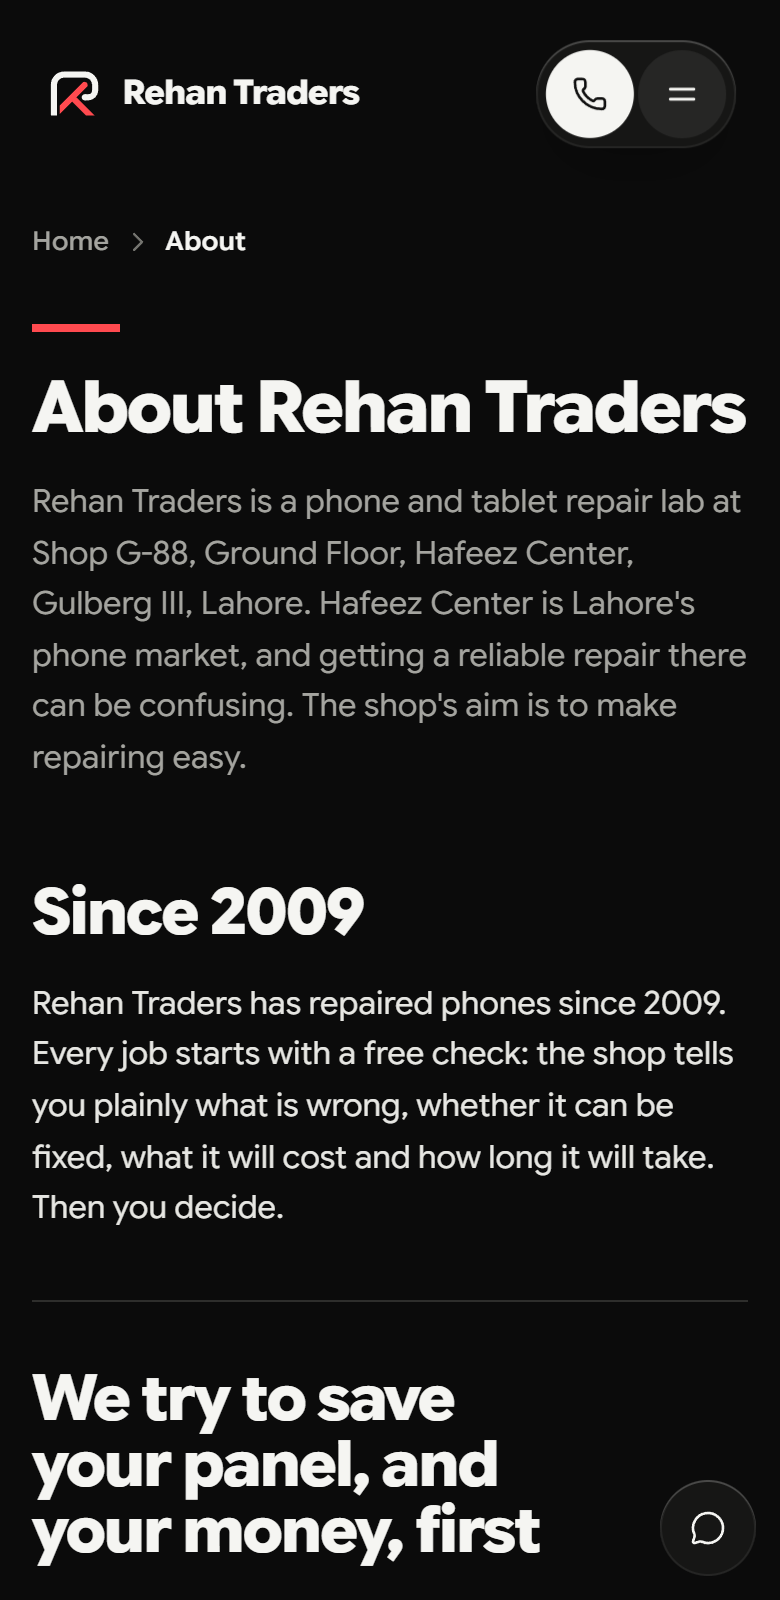 Rehan Traders
Home > About
About Rehan Traders
Rehan Traders is a phone and tablet repair lab at
Shop G-88, Ground Floor, Hafeez Center,
Gulberg III, Lahore. Hafeez Center is Lahore's
phone market, and getting a reliable repair there
can be confusing. The shop's aim is to make
repairing easy.
Since 2009
Rehan Traders has repaired phones since 2009.
Every job starts with a free check: the shop tells
you plainly what is wrong, whether it can be
fixed, what it will cost and how long it will take.
Then you decide.
We try to save
your panel, and
your money, first